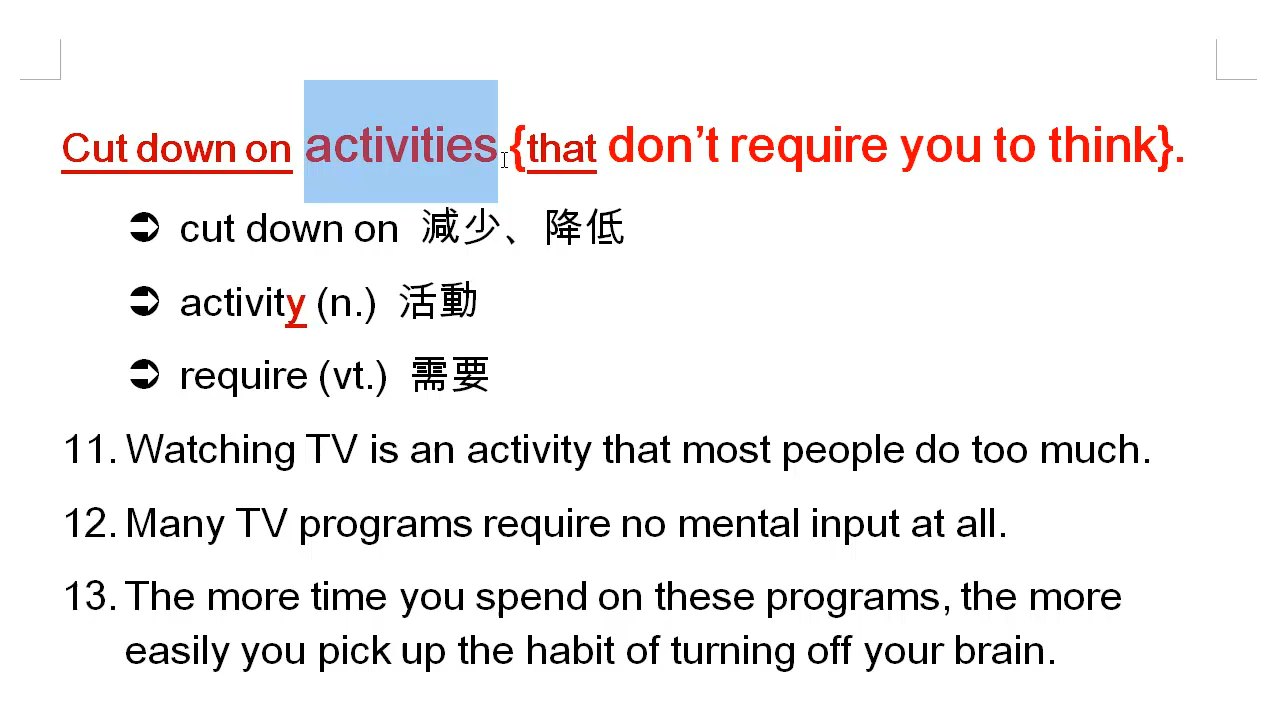 Cut down on activities {that don’t require you to think}.
➲ cut down on 減少、降低
➲ activity (n.) 活動
➲ require (vt.) 需要
11. Watching TV is an activity that most people do too much.
12. Many TV programs require no mental input at all.
13. The more time you spend on these programs, the more
easily you pick up the habit of turning off your brain.